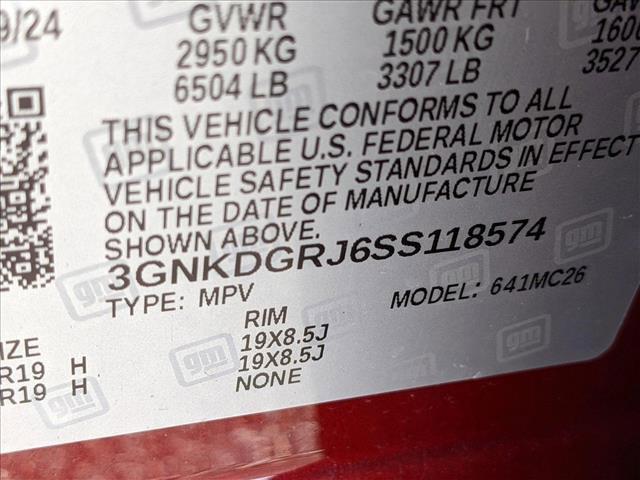 9/24
GVWR
GAWR FRT
2950 KG
1500 KG
6504 LB
3307 LB
3527
THIS VEHICLE CONFORMS TO ALL
APPLICABLE U.S. FEDERAL MOTOR
VEHICLE SAFETY STANDARDS IN EFFECT
ON THE DATE OF MANUFACTURE
SHOWN ABOVE.
3GNKDGRJ6SS118574
TYPE: MPV
MODEL: 641MC26
RIM
19X8.5J
R19 H
19X8.5J
R19 H
NONE
gm